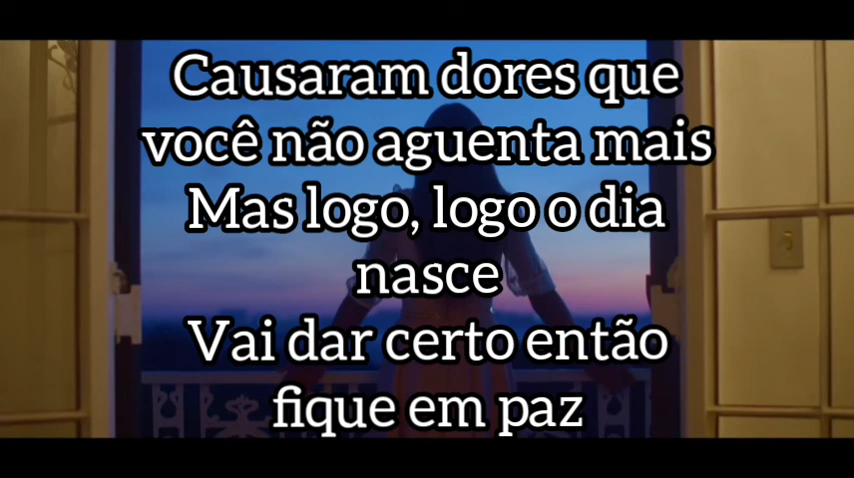 Causaram dores que
você não aguenta mais
Mas logo, logo o dia
nasce
Vai dar certo então
fique em paz